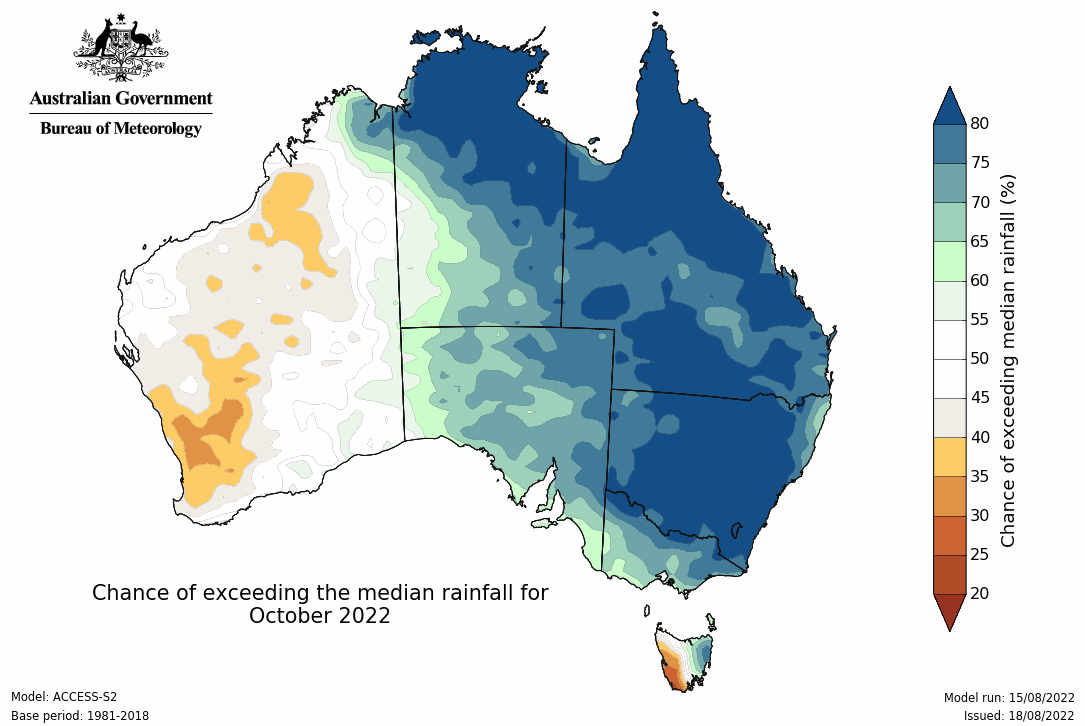 AUSTRALIA
Australian Government
Bureau of Meteorology
80
75
70
65
60
55
50
45
40
35
30
25
20
Chance of exceeding median rainfall (%)
Chance of exceeding the median rainfall for
October 2022
Model: ACCESS-S2
Base period: 1981-2018
Model run: 15/08/2022
Issued: 18/08/2022